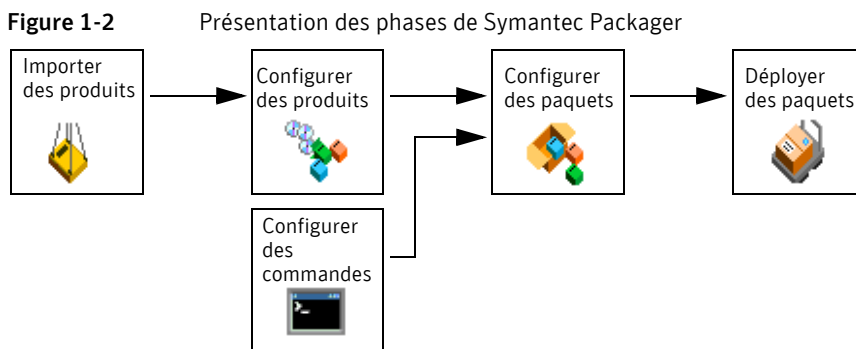 Figure 1-2 Présentation des phases de Symantec Packager
Importer
des produits
Configurer
des produits
Configurer
des paquets
Déployer
des paquets
Configurer
des
commandes